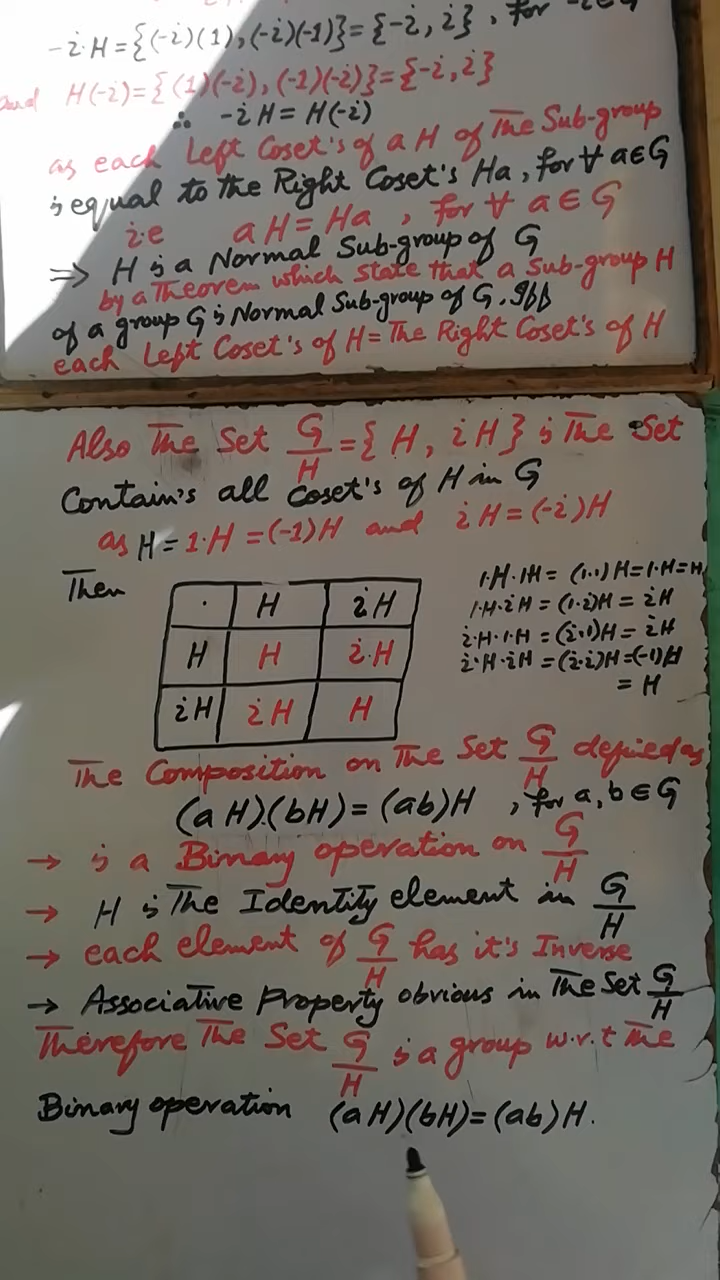 -i·H = {(-i)(1), (-i)(-1)} = {-i, i}, for -i∈G
and H(-i) = {(1)(-i), (-1)(-i)} = {-i, i}
∴ -iH = H(-i)
as each Left Coset's of aH of The Sub-group
is equal to the Right Coset's Ha, for ∀ a∈G
i.e aH = Ha, for ∀ a∈G
⇒ H is a Normal Sub-group of G
by a Theorem which state that a Sub-group H
of a group G is Normal Sub-group of G. Iff
each Left Coset's of H = The Right Coset's of H
Also The Set G/H = {H, iH} is The Set
Contain's all Coset's of H in G
as H = 1·H = (-1)H and iH = (-i)H
Then
· H iH
H H i·H
iH iH H
1·H·1H = (1·1)H = 1·H = H
1·H·iH = (1·i)H = iH
i·H·1·H = (i·1)H = iH
i·H·iH = (i·i)H = (-1)H
= H
The Composition on The Set G/H defined as
(aH).(bH) = (ab)H , for a, b ∈ G
→ is a Binary operation on G/H
→ H is The Identity element in G/H
→ each element of G/H has it's Inverse
→ Associative Property obvious in The Set G/H
Therefore The Set G/H is a group w.r.t The
Binary operation (aH)(bH) = (ab)H.